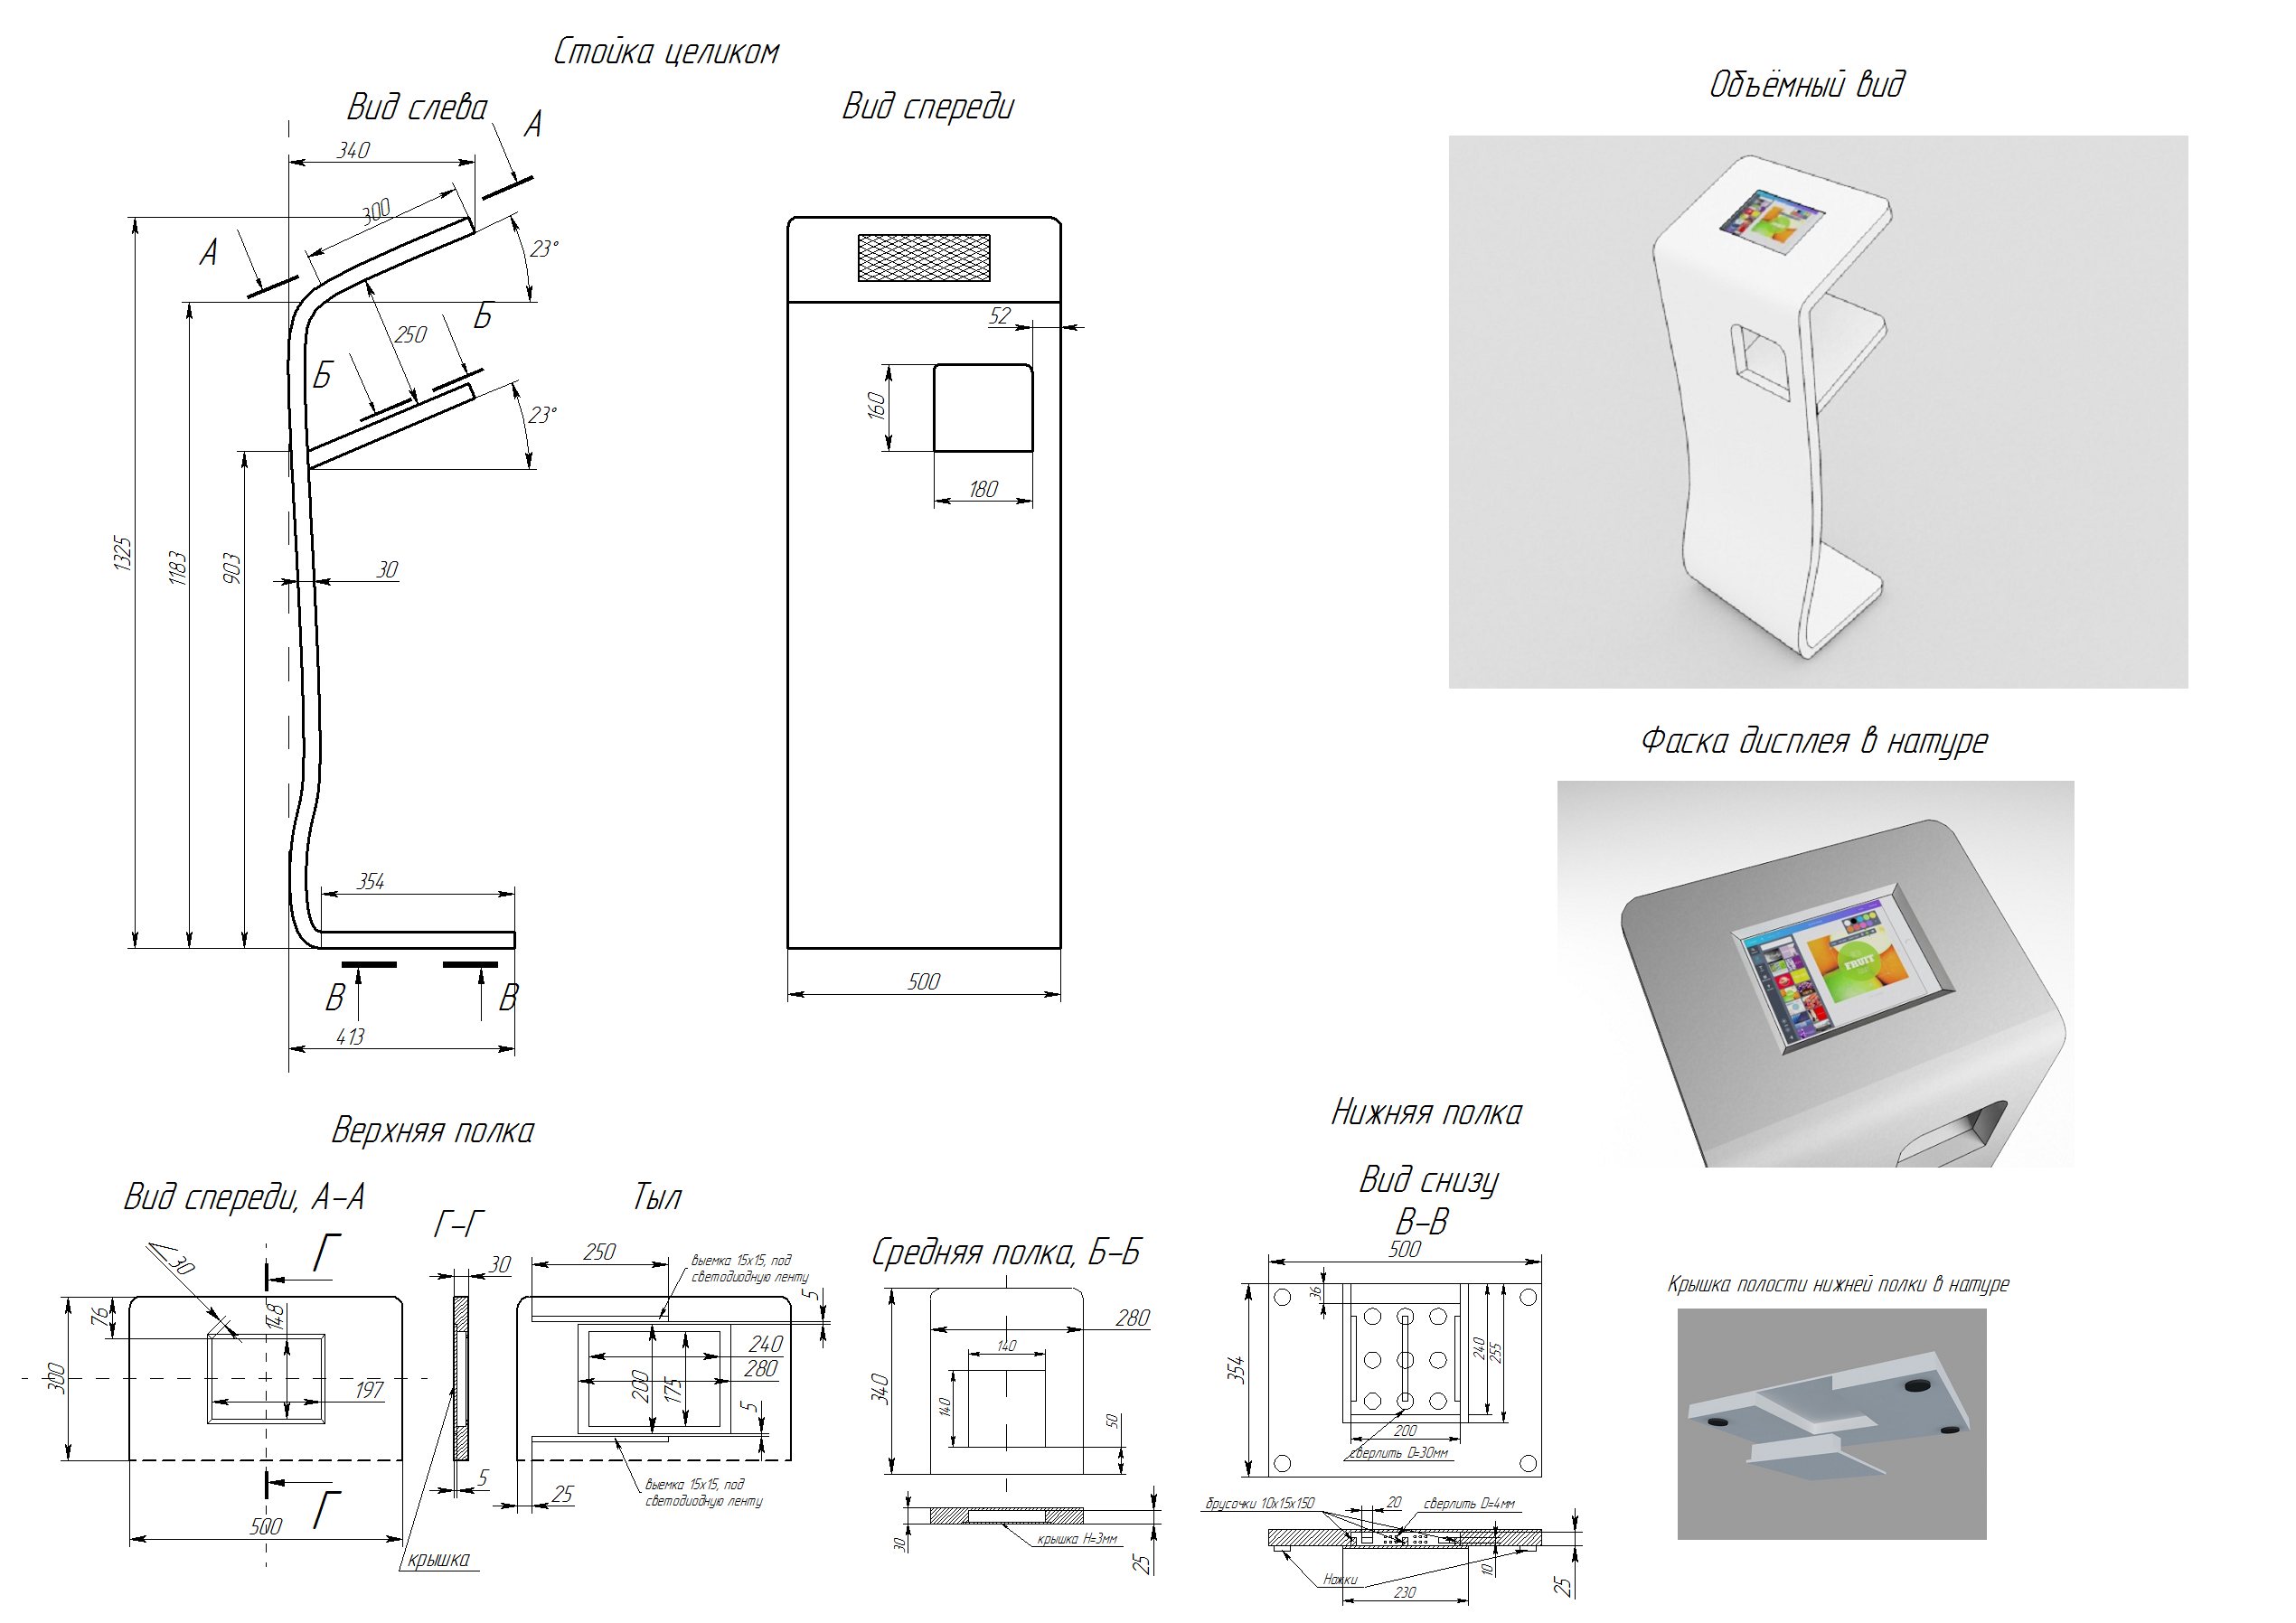 Стойка целиком
Вид слева
Вид спереди
Объёмный вид
А
340
300
А
23°
Б
250
Б
23°
1325
1183
903
30
354
В
В
413
52
160
180
500
Фаска дисплея в натуре
FRUIT
Верхняя полка
Вид спереди, А-А
Г
30
76
148
300
197
500
Г
Г-Г
30
5
крышка
Тыл
250
выемка 15х15, под
светодиодную ленту
5
240
280
200
175
5
25
выемка 15х15, под
светодиодную ленту
Средняя полка, Б-Б
280
140
340
140
50
30
крышка Н=3мм
25
Нижняя полка
Вид снизу
В-В
500
36
354
240
255
200
сверлить D=30мм
брусочки 10х15х150
20
сверлить D=4мм
10
25
Ножки
230
Крышка полости нижней полки в натуре